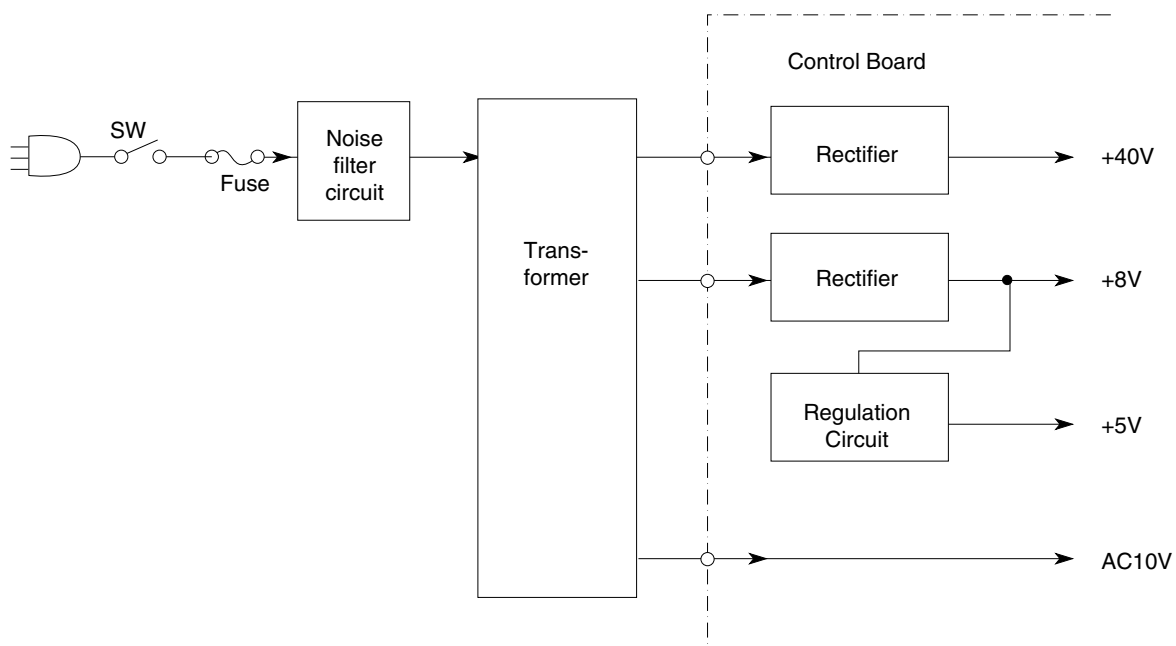 Control Board
SW
Fuse
Noise
filter
circuit
Trans-
former
Rectifier
+40V
Rectifier
+8V
Regulation
Circuit
+5V
AC10V